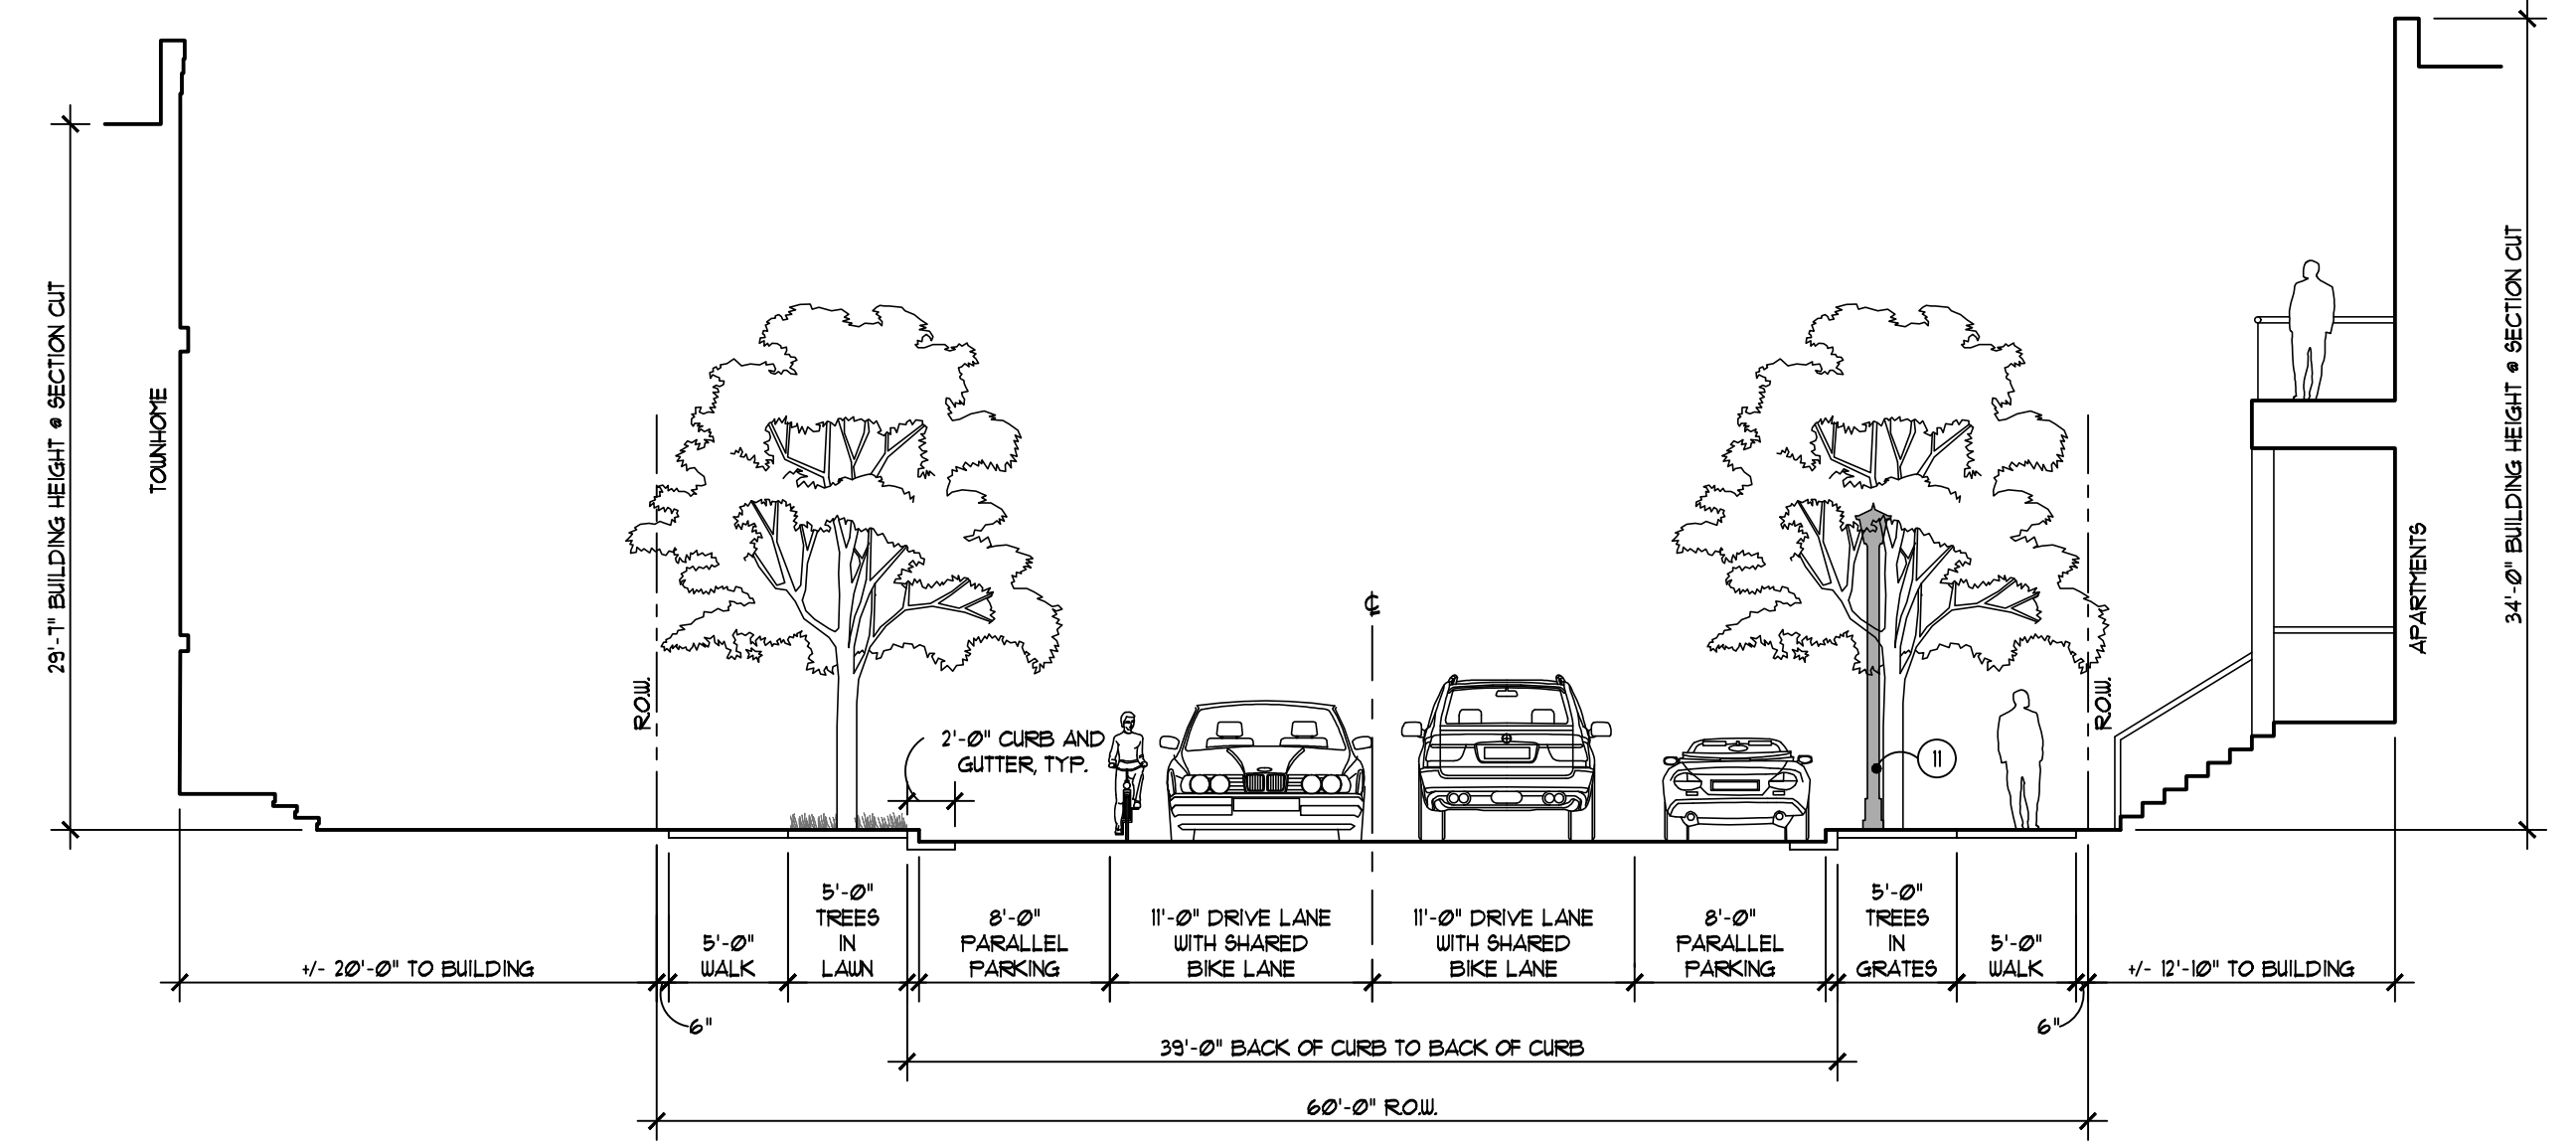 29'-7" BUILDING HEIGHT @ SECTION CUT
TOWNHOME
R.O.W.
2'-0" CURB AND
GUTTER, TYP.
℄
11
R.O.W.
APARTMENTS
34'-0" BUILDING HEIGHT @ SECTION CUT
+/- 20'-0" TO BUILDING
6"
5'-0"
WALK
5'-0"
TREES
IN
LAWN
8'-0"
PARALLEL
PARKING
11'-0" DRIVE LANE
WITH SHARED
BIKE LANE
11'-0" DRIVE LANE
WITH SHARED
BIKE LANE
8'-0"
PARALLEL
PARKING
5'-0"
TREES
IN
GRATES
5'-0"
WALK
6"
+/- 12'-10" TO BUILDING
39'-0" BACK OF CURB TO BACK OF CURB
60'-0" R.O.W.